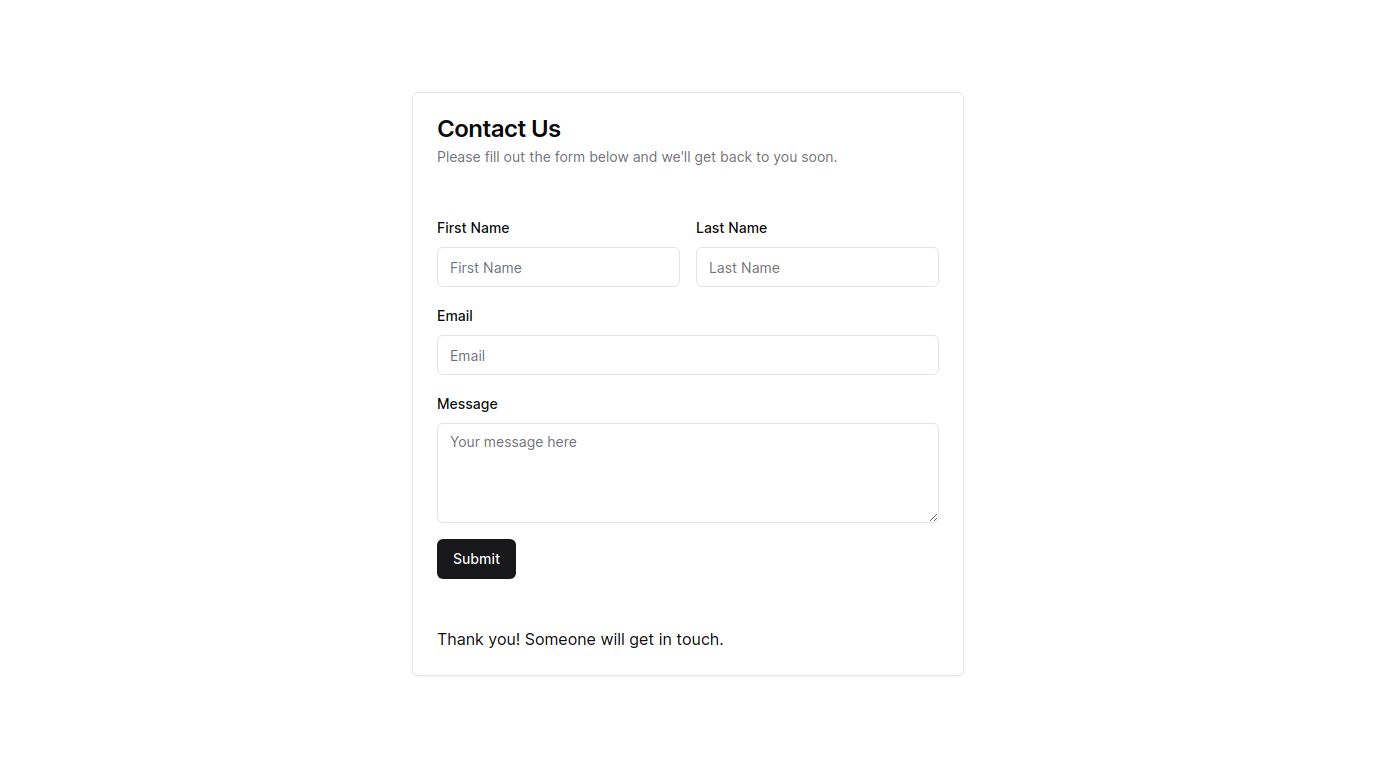 Contact Us
Please fill out the form below and we'll get back to you soon.
First Name
Last Name
First Name
Last Name
Email
Email
Message
Your message here
Submit
Thank you! Someone will get in touch.